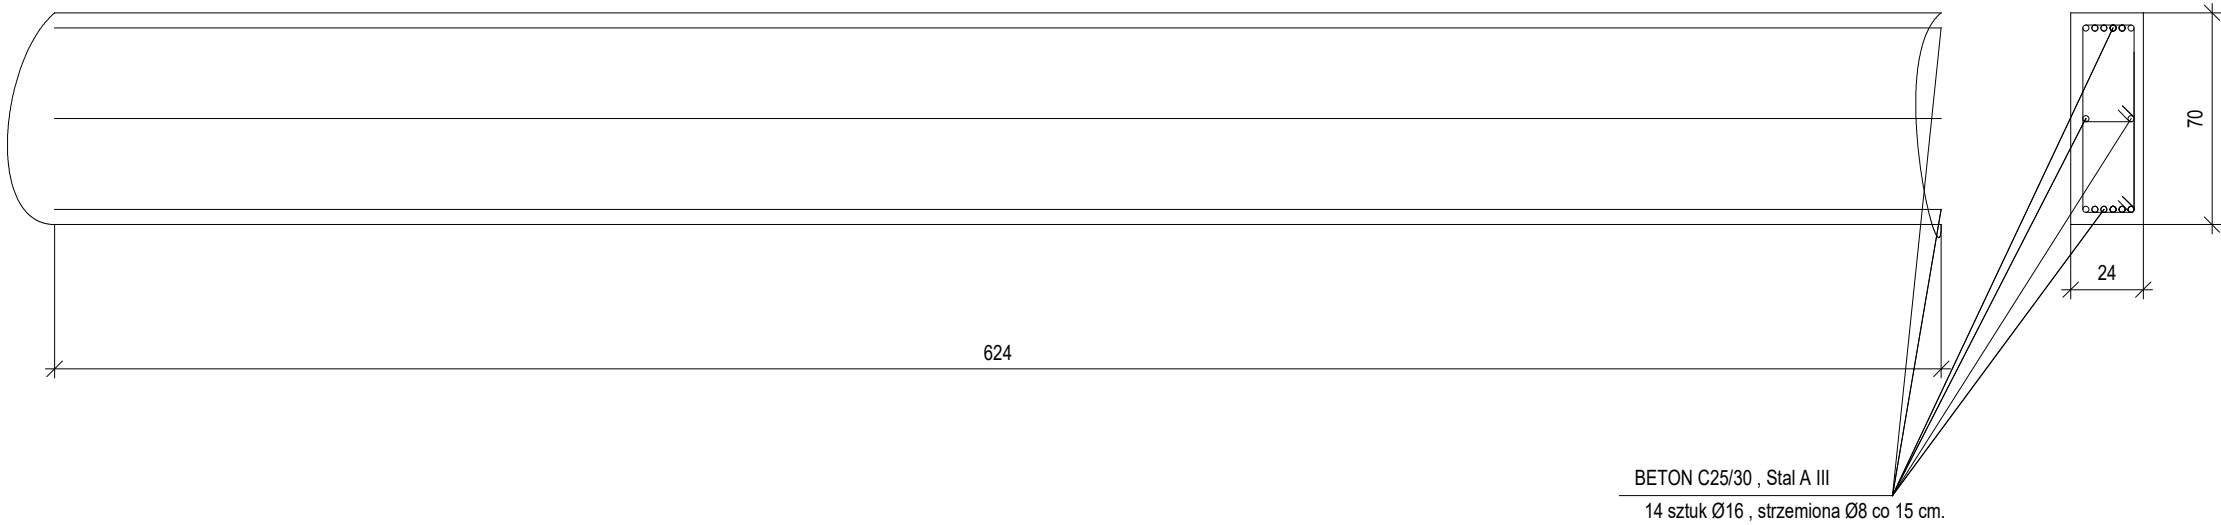 70
24
624
BETON C25/30 , Stal A III
14 sztuk Ø16 , strzemiona Ø8 co 15 cm.